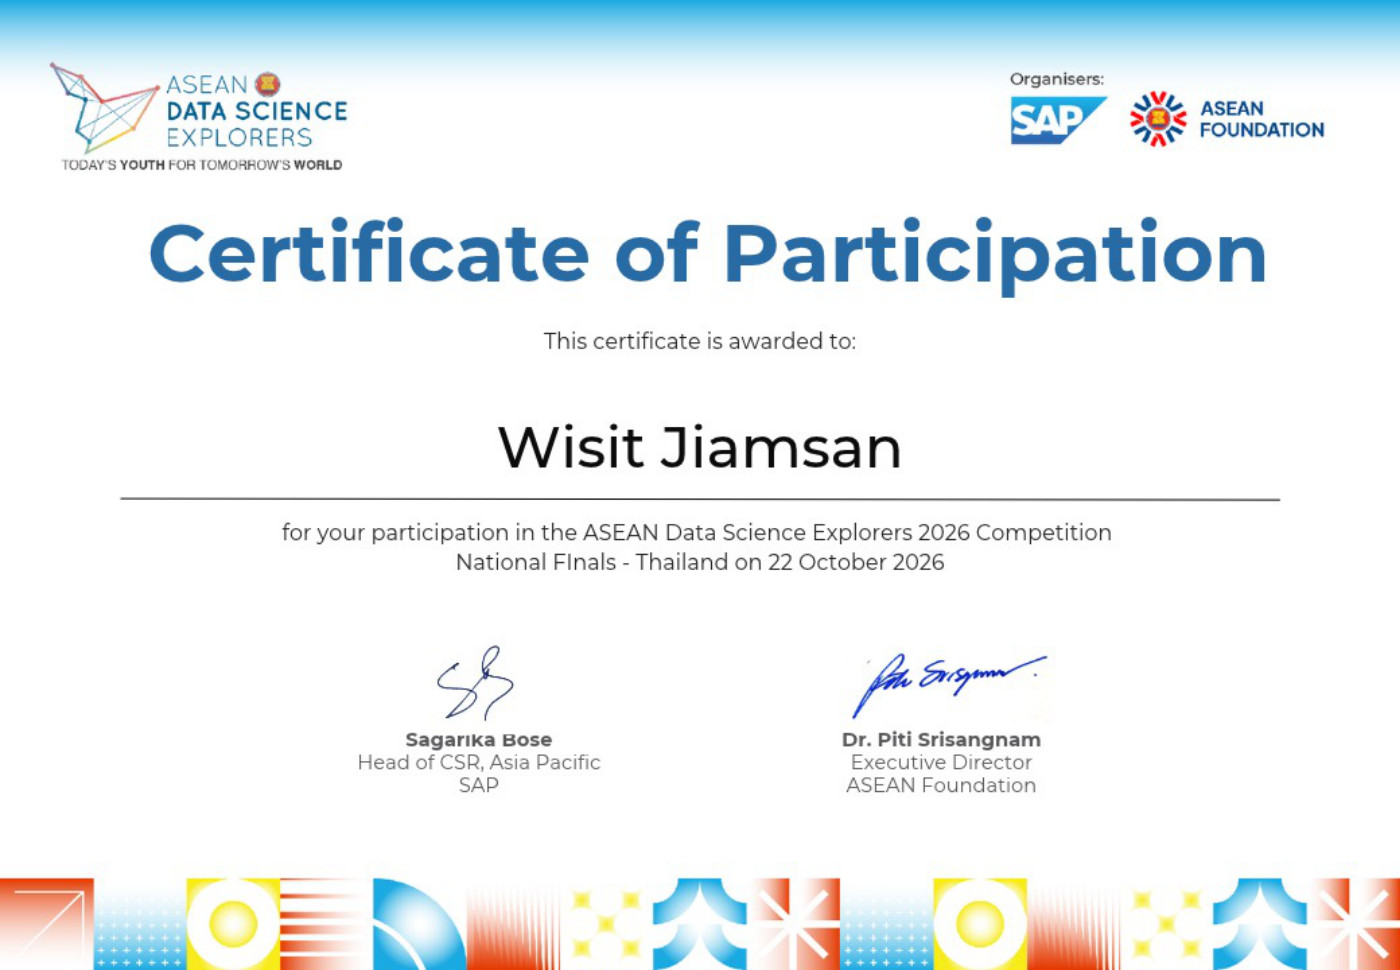 ASEAN
DATA SCIENCE
EXPLORERS
TODAY'S YOUTH FOR TOMORROW'S WORLD
Organisers:
SAP
ASEAN
FOUNDATION
Certificate of Participation
This certificate is awarded to:
Wisit Jiamsan
for your participation in the ASEAN Data Science Explorers 2026 Competition
National FInals - Thailand on 22 October 2026
Sagarika Bose
Head of CSR, Asia Pacific
SAP
Dr. Piti Srisangnam
Executive Director
ASEAN Foundation